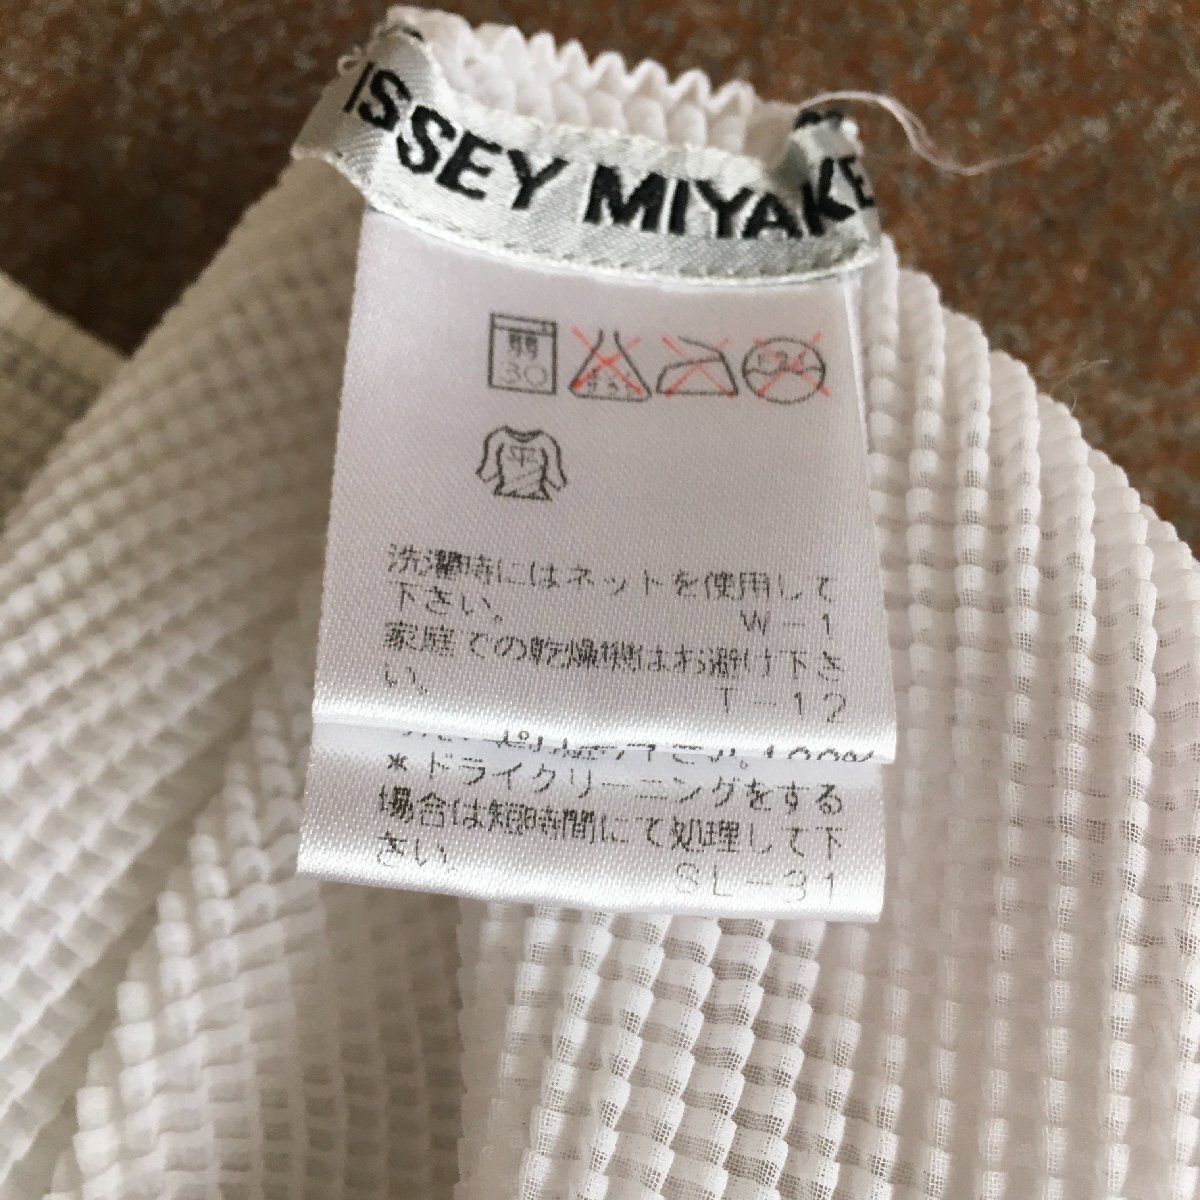 ISSEY MIYAKE
弱
30
平
洗濯時にはネットを使用して
下さい。 W-1
家庭での乾燥機はお避け下さ
い。 T-12
100%
*ドライクリーニングをする
場合は短時間にて処理して下
さい。 SL-31